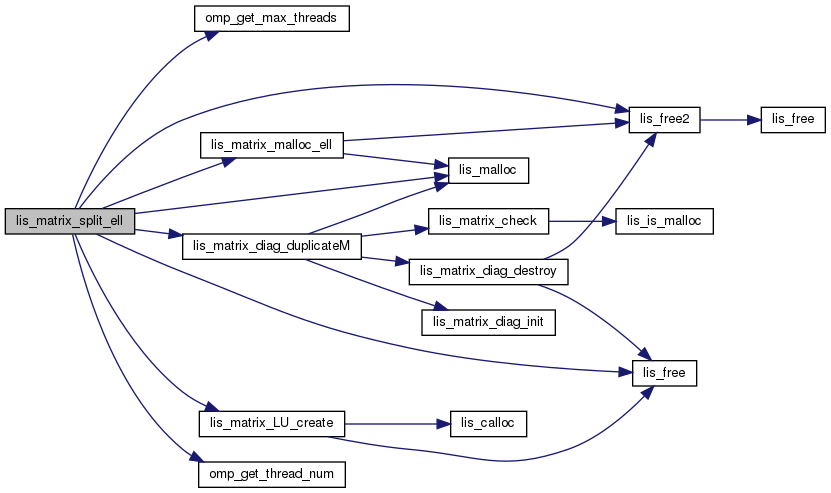 omp_get_max_threads
lis_free2
lis_free
lis_matrix_malloc_ell
lis_malloc
lis_matrix_split_ell
lis_matrix_check
lis_is_malloc
lis_matrix_diag_duplicateM
lis_matrix_diag_destroy
lis_matrix_diag_init
lis_free
lis_matrix_LU_create
lis_calloc
omp_get_thread_num